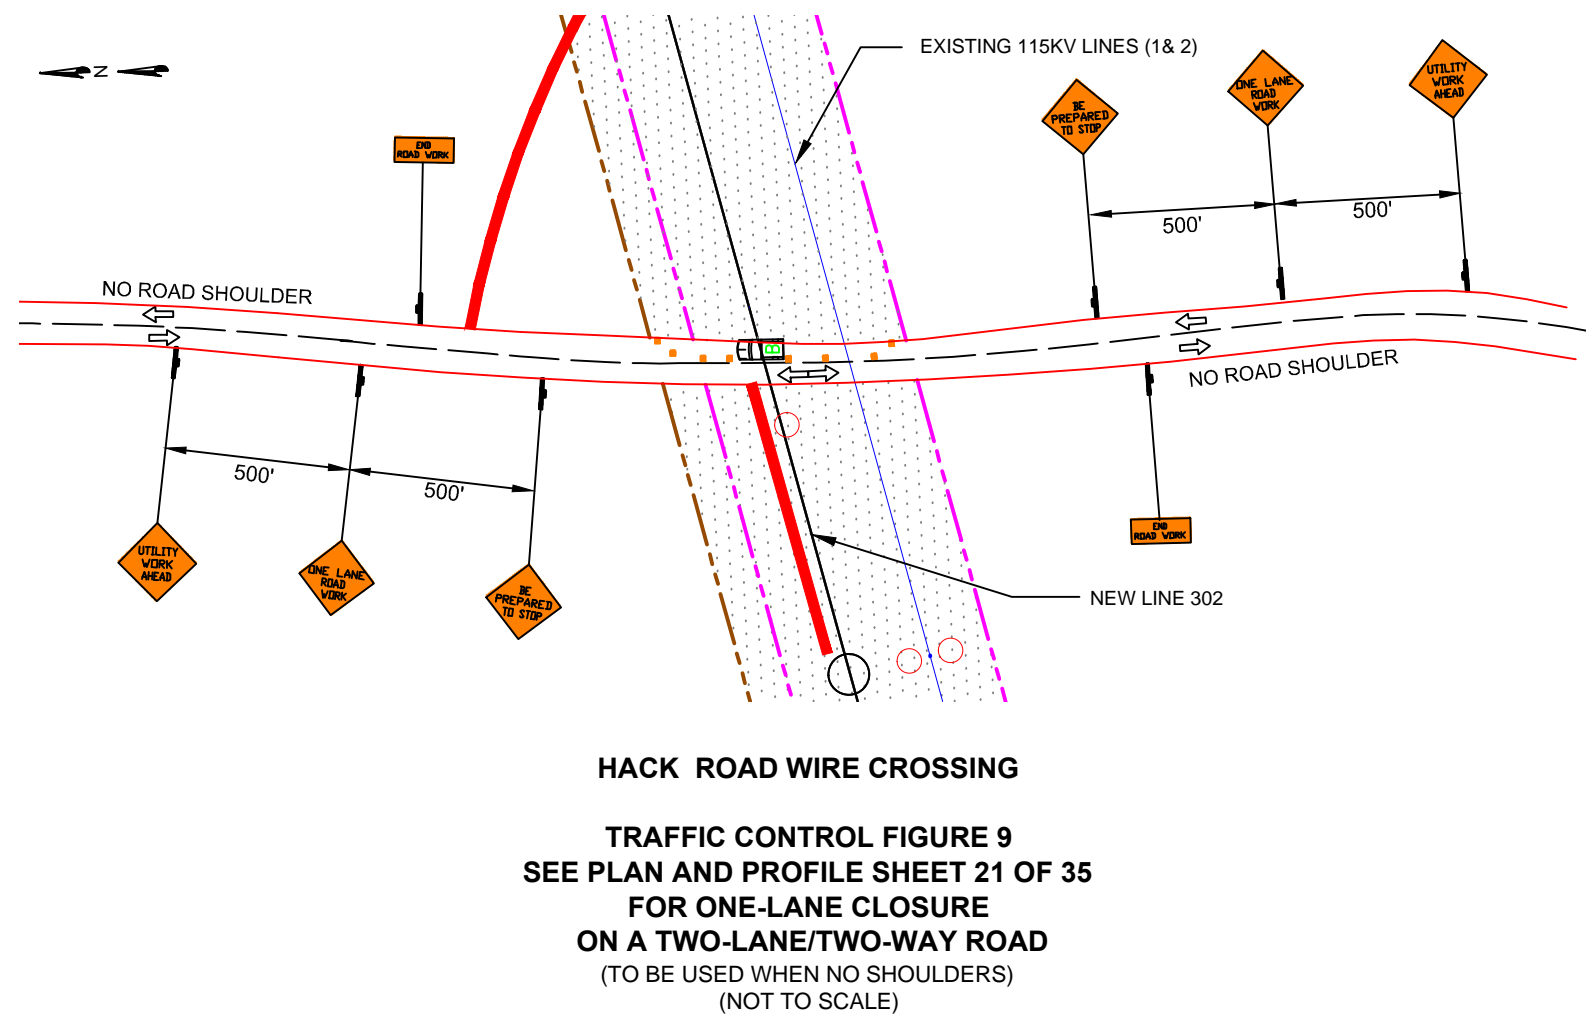 EXISTING 115KV LINES (1& 2)
N
UTILITY
WORK
AHEAD
ONE LANE
ROAD
WORK
BE
PREPARED
TO STOP
END
ROAD WORK
500'
500'
NO ROAD SHOULDER
B
NO ROAD SHOULDER
500'
500'
END
ROAD WORK
UTILITY
WORK
AHEAD
ONE LANE
ROAD
WORK
BE
PREPARED
TO STOP
NEW LINE 302
HACK ROAD WIRE CROSSING
TRAFFIC CONTROL FIGURE 9
SEE PLAN AND PROFILE SHEET 21 OF 35
FOR ONE-LANE CLOSURE
ON A TWO-LANE/TWO-WAY ROAD
(TO BE USED WHEN NO SHOULDERS)
(NOT TO SCALE)